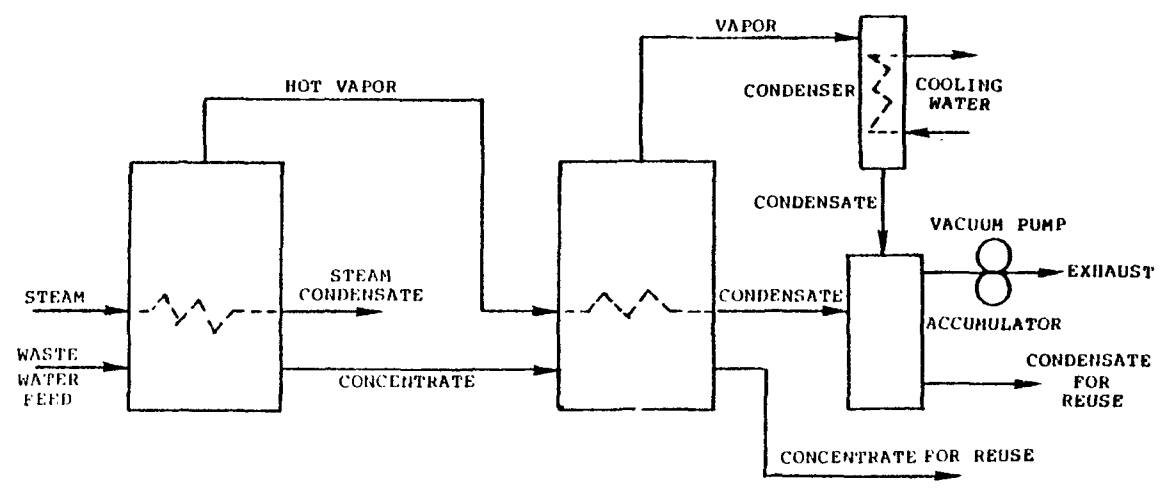 VAPOR
HOT VAPOR
CONDENSER
COOLING
WATER
CONDENSATE
VACUUM PUMP
EXHAUST
STEAM
STEAM
CONDENSATE
CONDENSATE
ACCUMULATOR
WASTE
WATER
FEED
CONCENTRATE
CONDENSATE
FOR
REUSE
CONCENTRATE FOR REUSE